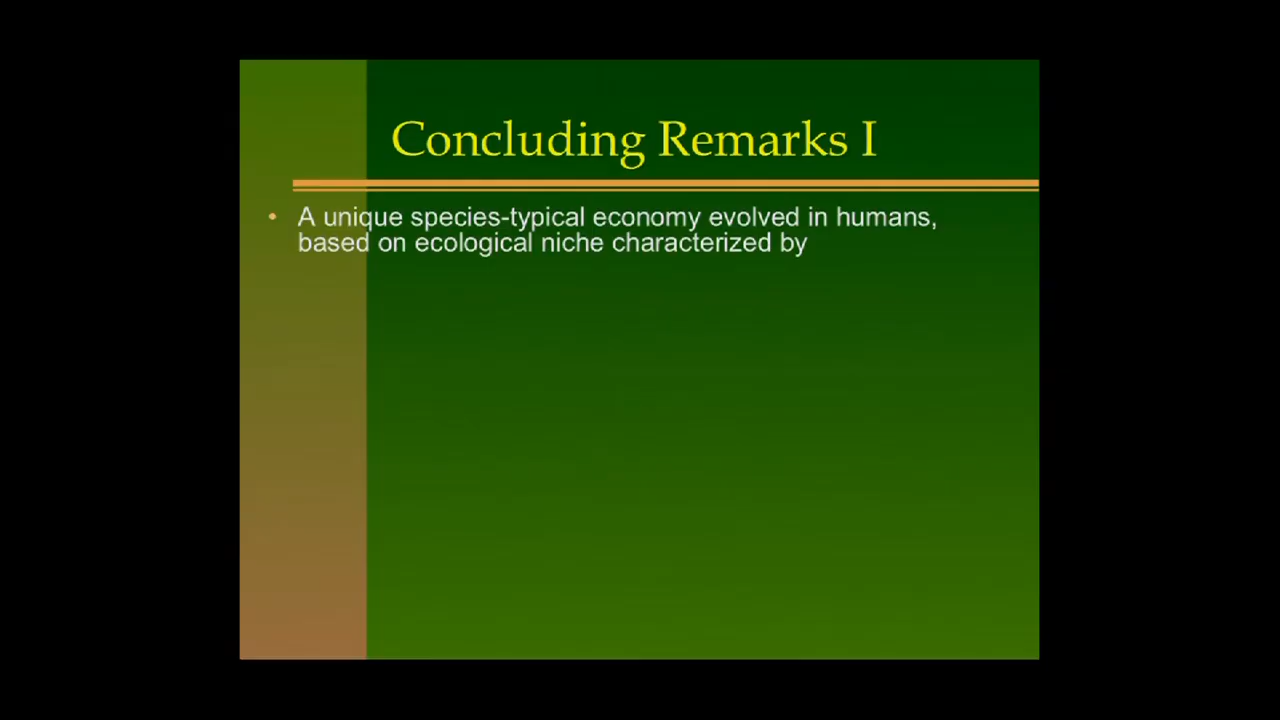 Concluding Remarks I
• A unique species-typical economy evolved in humans,
based on ecological niche characterized by